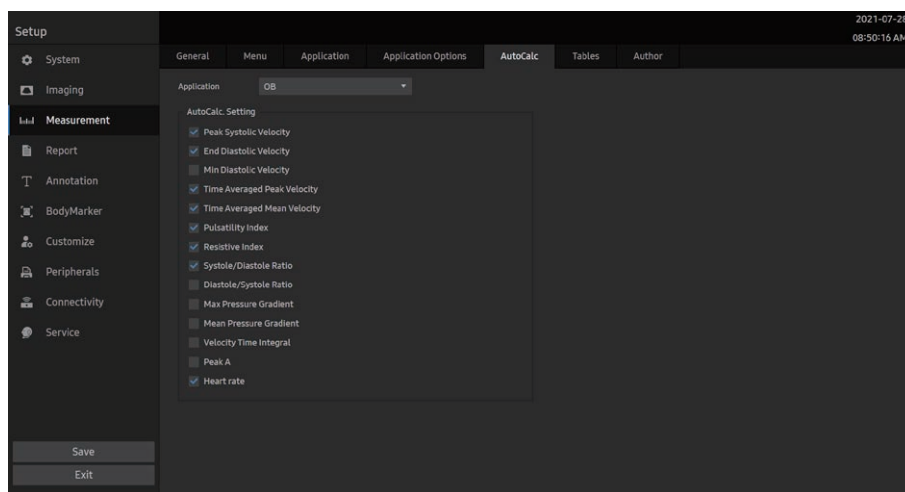 Setup
2021-07-28
08:50:16 AM
System
Imaging
Measurement
Report
Annotation
BodyMarker
Customize
Peripherals
Connectivity
Service
Save
Exit
General Menu Application Application Options AutoCalc Tables Author
Application OB
AutoCalc. Setting
Peak Systolic Velocity
End Diastolic Velocity
Min Diastolic Velocity
Time Averaged Peak Velocity
Time Averaged Mean Velocity
Pulsatility Index
Resistive Index
Systole/Diastole Ratio
Diastole/Systole Ratio
Max Pressure Gradient
Mean Pressure Gradient
Velocity Time Integral
Peak A
Heart rate